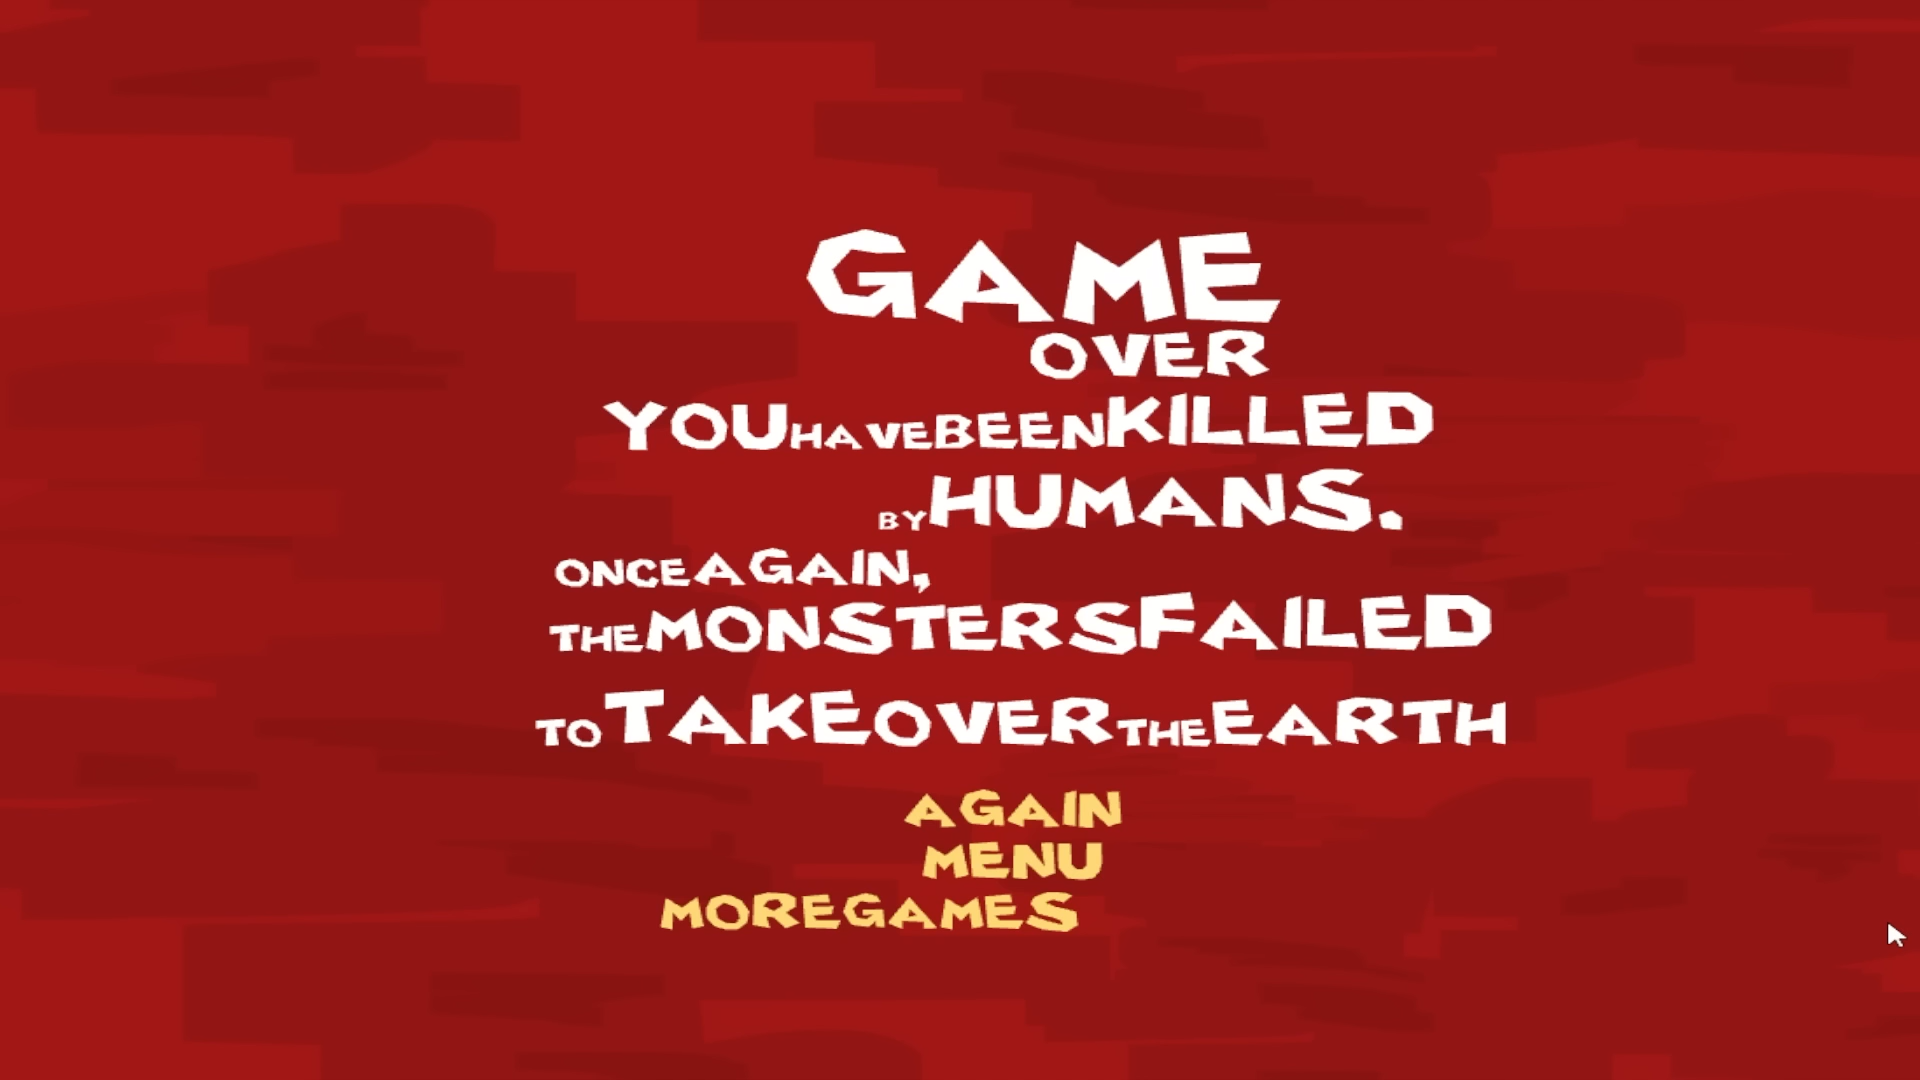 GAME
OVER
YOU HAVE BEEN KILLED
BY HUMANS.
ONCE AGAIN,
THE MONSTERS FAILED
TO TAKE OVER THE EARTH
AGAIN
MENU
MORE GAMES